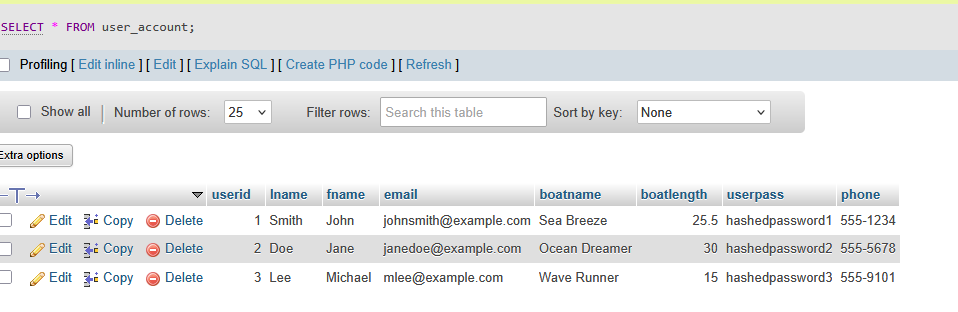 SELECT * FROM user_account;
Profiling [ Edit inline ] [ Edit ] [ Explain SQL ] [ Create PHP code ] [ Refresh ]
Show all Number of rows: 25 Filter rows: Search this table Sort by key: None
Extra options
userid lname fname email boatname boatlength userpass phone
Edit Copy Delete 1 Smith John johnsmith@example.com Sea Breeze 25.5 hashedpassword1 555-1234
Edit Copy Delete 2 Doe Jane janedoe@example.com Ocean Dreamer 30 hashedpassword2 555-5678
Edit Copy Delete 3 Lee Michael mlee@example.com Wave Runner 15 hashedpassword3 555-9101